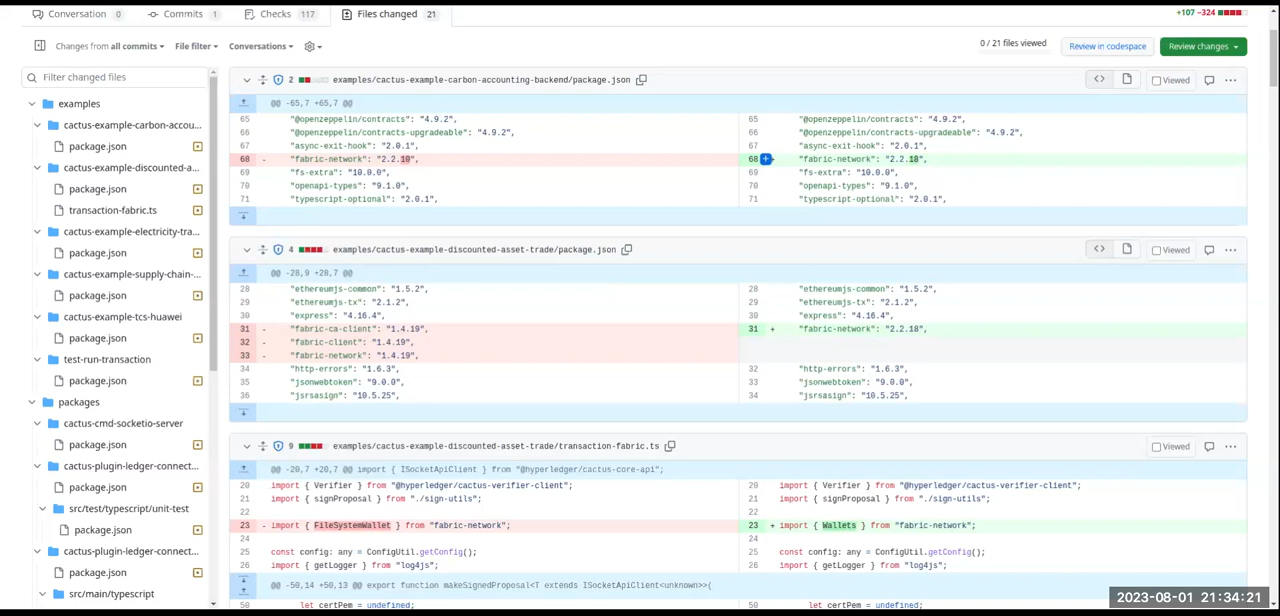 Conversation 0 Commits 1 Checks 117 Files changed 21 +107 −324
Changes from all commits File filter Conversations 0 / 21 files viewed Review in codespace Review changes
Filter changed files
examples
cactus-example-carbon-accou...
package.json
cactus-example-discounted-a...
package.json
transaction-fabric.ts
cactus-example-electricity-tra...
package.json
cactus-example-supply-chain-...
package.json
cactus-example-tcs-huawei
package.json
test-run-transaction
package.json
packages
cactus-cmd-socketio-server
package.json
cactus-plugin-ledger-connect...
package.json
src/test/typescript/unit-test
package.json
cactus-plugin-ledger-connect...
package.json
src/main/typescript
2 examples/cactus-example-carbon-accounting-backend/package.json Viewed
@@ -65,7 +65,7 @@
65 "@openzeppelin/contracts": "4.9.2", 65 "@openzeppelin/contracts": "4.9.2",
66 "@openzeppelin/contracts-upgradeable": "4.9.2", 66 "@openzeppelin/contracts-upgradeable": "4.9.2",
67 "async-exit-hook": "2.0.1", 67 "async-exit-hook": "2.0.1",
68 - "fabric-network": "2.2.10", 68 + "fabric-network": "2.2.18",
69 "fs-extra": "10.0.0", 69 "fs-extra": "10.0.0",
70 "openapi-types": "9.1.0", 70 "openapi-types": "9.1.0",
71 "typescript-optional": "2.0.1", 71 "typescript-optional": "2.0.1",
4 examples/cactus-example-discounted-asset-trade/package.json Viewed
@@ -28,9 +28,7 @@
28 "ethereumjs-common": "1.5.2", 28 "ethereumjs-common": "1.5.2",
29 "ethereumjs-tx": "2.1.2", 29 "ethereumjs-tx": "2.1.2",
30 "express": "4.16.4", 30 "express": "4.16.4",
31 - "fabric-ca-client": "1.4.19", 31 + "fabric-network": "2.2.18",
32 - "fabric-client": "1.4.19",
33 - "fabric-network": "1.4.19",
34 "http-errors": "1.6.3", 32 "http-errors": "1.6.3",
35 "jsonwebtoken": "9.0.0", 33 "jsonwebtoken": "9.0.0",
36 "jsrsasign": "10.5.25", 34 "jsrsasign": "10.5.25",
9 examples/cactus-example-discounted-asset-trade/transaction-fabric.ts Viewed
@@ -20,7 +20,7 @@ import { ISocketApiClient } from "@hyperledger/cactus-core-api";
20 import { Verifier } from "@hyperledger/cactus-verifier-client"; 20 import { Verifier } from "@hyperledger/cactus-verifier-client";
21 import { signProposal } from "./sign-utils"; 21 import { signProposal } from "./sign-utils";
22 22
23 - import { FileSystemWallet } from "fabric-network"; 23 + import { Wallets } from "fabric-network";
24 24
25 const config: any = ConfigUtil.getConfig(); 25 const config: any = ConfigUtil.getConfig();
26 import { getLogger } from "log4js"; 26 import { getLogger } from "log4js";
@@ -50,14 +50,13 @@ export function makeSignedProposal<T extends ISocketApiClient<unknown>>(
50 let certPem = undefined; 50 let certPem = undefined;
2023-08-01 21:34:21